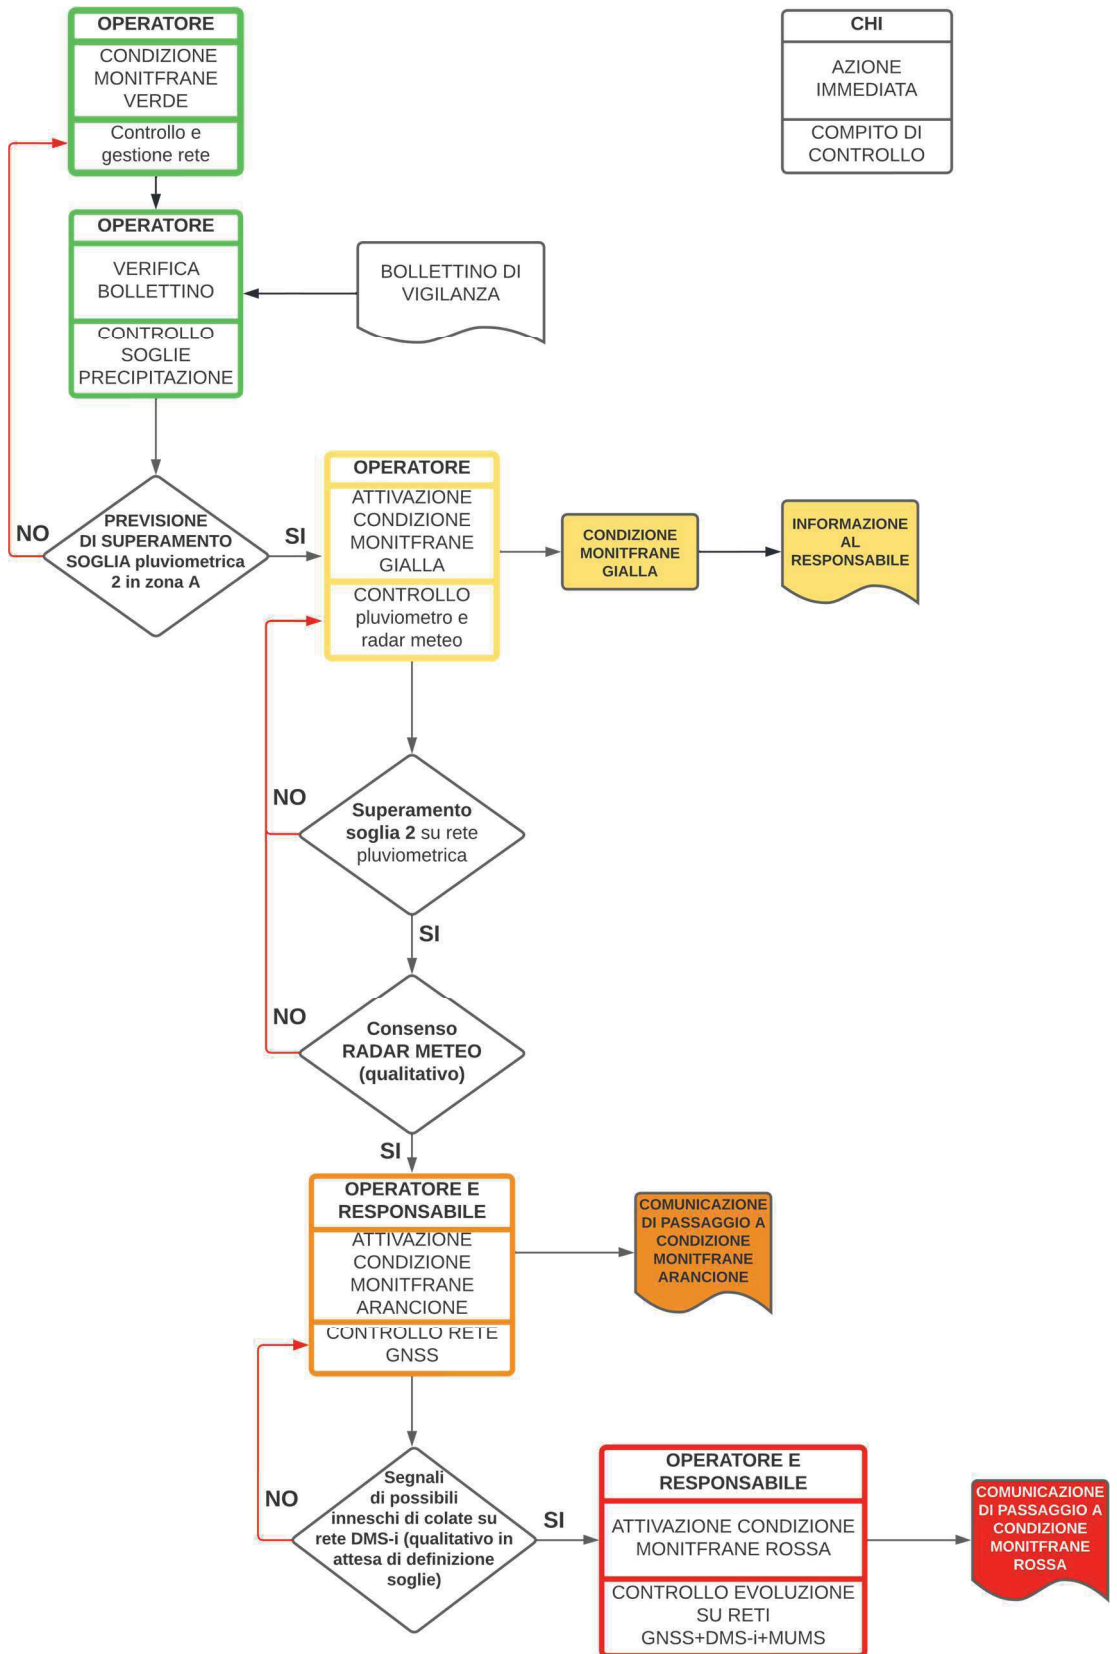 OPERATORE
CONDIZIONE
MONITFRANE
VERDE
Controllo e
gestione rete
CHI
AZIONE
IMMEDIATA
COMPITO DI
CONTROLLO
OPERATORE
VERIFICA
BOLLETTINO
CONTROLLO
SOGLIE
PRECIPITAZIONE
BOLLETTINO DI
VIGILANZA
NO
PREVISIONE
DI SUPERAMENTO
SOGLIA pluviometrica
2 in zona A
SI
OPERATORE
ATTIVAZIONE
CONDIZIONE
MONITFRANE
GIALLA
CONTROLLO
pluviometro e
radar meteo
CONDIZIONE
MONITFRANE
GIALLA
INFORMAZIONE
AL
RESPONSABILE
NO
Superamento
soglia 2 su rete
pluviometrica
SI
NO
Consenso
RADAR METEO
(qualitativo)
SI
OPERATORE E
RESPONSABILE
ATTIVAZIONE
CONDIZIONE
MONITFRANE
ARANCIONE
CONTROLLO RETE
GNSS
COMUNICAZIONE
DI PASSAGGIO A
CONDIZIONE
MONITFRANE
ARANCIONE
NO
Segnali
di possibili
inneschi di colate su
rete DMS-i (qualitativo in
attesa di definizione
soglie)
SI
OPERATORE E
RESPONSABILE
ATTIVAZIONE CONDIZIONE
MONITFRANE ROSSA
CONTROLLO EVOLUZIONE
SU RETI
GNSS+DMS-i+MUMS
COMUNICAZIONE
DI PASSAGGIO A
CONDIZIONE
MONITFRANE
ROSSA